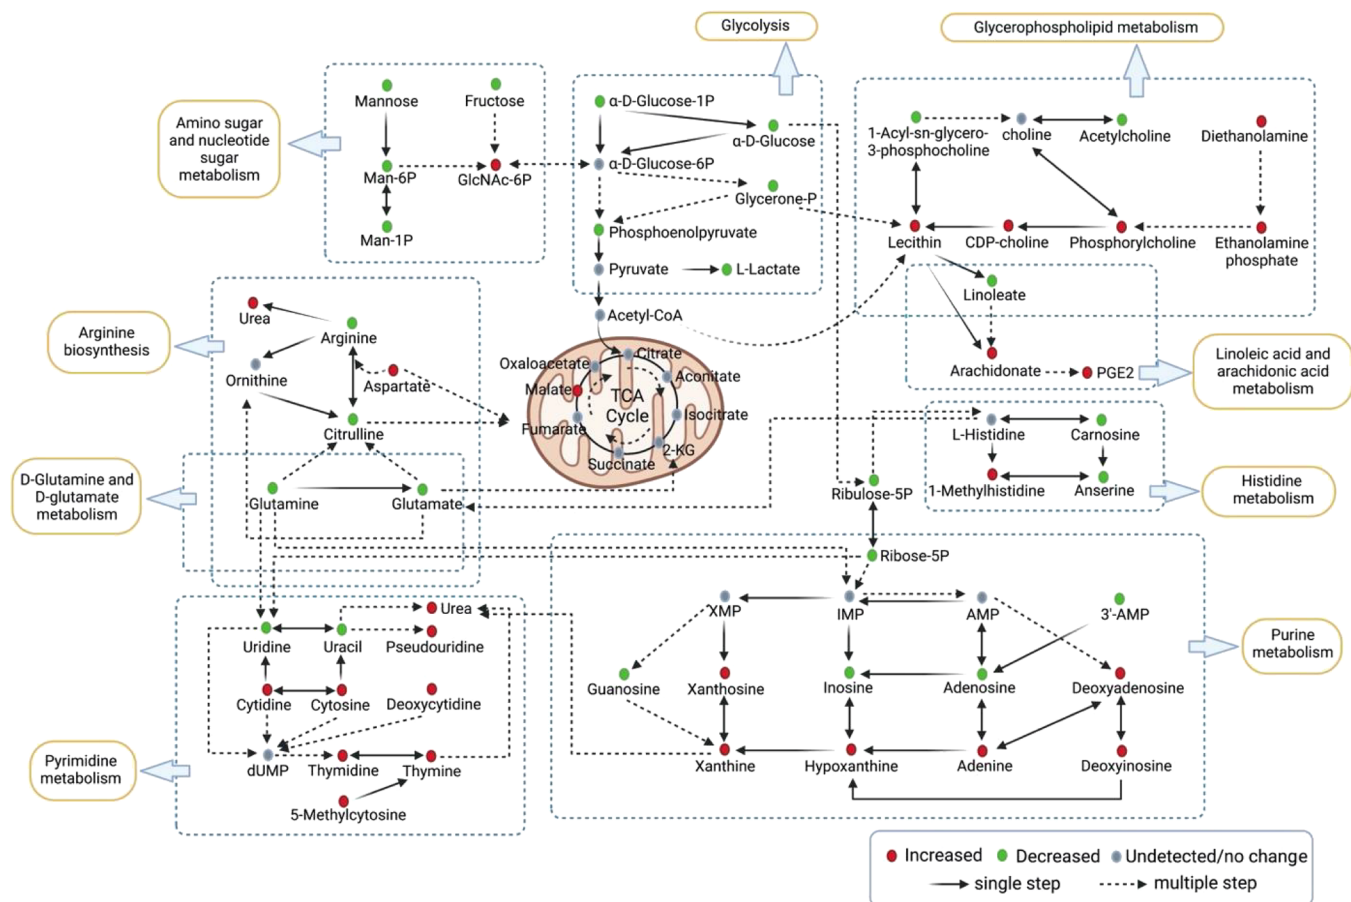 Glycolysis
Glycerophospholipid metabolism
Amino sugar
and nucleotide
sugar
metabolism
Mannose
Fructose
Man-6P
GlcNAc-6P
Man-1P
α-D-Glucose-1P
α-D-Glucose
α-D-Glucose-6P
Glycerone-P
Phosphoenolpyruvate
Pyruvate
L-Lactate
Acetyl-CoA
1-Acyl-sn-glycero-
3-phosphocholine
choline
Acetylcholine
Diethanolamine
Lecithin
CDP-choline
Phosphorylcholine
Ethanolamine
phosphate
Linoleate
Arachidonate
PGE2
Linoleic acid and
arachidonic acid
metabolism
Arginine
biosynthesis
Urea
Arginine
Ornithine
Aspartate
Citrulline
Oxaloacetate
Citrate
Aconitate
Malate
TCA
Cycle
Isocitrate
Fumarate
2-KG
Succinate
D-Glutamine and
D-glutamate
metabolism
Glutamine
Glutamate
L-Histidine
Carnosine
1-Methylhistidine
Anserine
Histidine
metabolism
Ribulose-5P
Ribose-5P
Urea
Uridine
Uracil
Pseudouridine
Cytidine
Cytosine
Deoxycytidine
dUMP
Thymidine
Thymine
5-Methylcytosine
Pyrimidine
metabolism
XMP
IMP
AMP
3'-AMP
Guanosine
Xanthosine
Inosine
Adenosine
Deoxyadenosine
Xanthine
Hypoxanthine
Adenine
Deoxyinosine
Purine
metabolism
Increased
Decreased
Undetected/no change
single step
multiple step